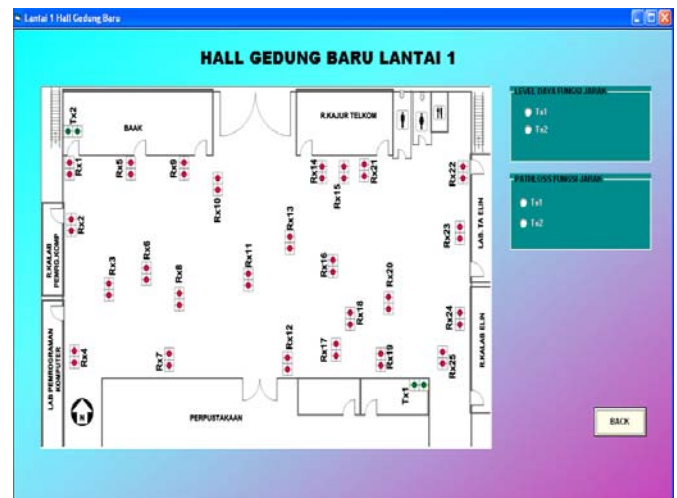 Lantai 1 Hall Gedung Baru
HALL GEDUNG BARU LANTAI 1
Tx2
BAAK
R.KAJUR TELKOM
Rx1
Rx5
Rx9
Rx10
Rx14
Rx15
Rx21
Rx22
Rx2
Rx3
Rx6
Rx8
Rx11
Rx13
Rx16
Rx20
Rx23
Rx4
Rx7
Rx12
Rx17
Rx18
Rx19
Rx24
Rx25
Tx1
R.KALAB
LAB PEMROGRAMAN
KOMPUTER
LAB. TA ELIN
R.KALAB ELIN
N
PERPUSTAKAAN
LEVEL DAYA FUNGSI JARAK
Tx1
Tx2
PATHLOSS FUNGSI JARAK
Tx1
Tx2
BACK